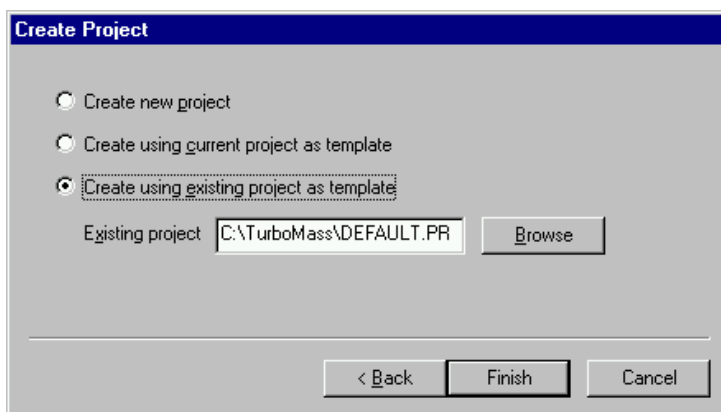 Create Project
Create new project
Create using current project as template
Create using existing project as template
Existing project C:\TurboMass\DEFAULT.PR Browse
< Back Finish Cancel